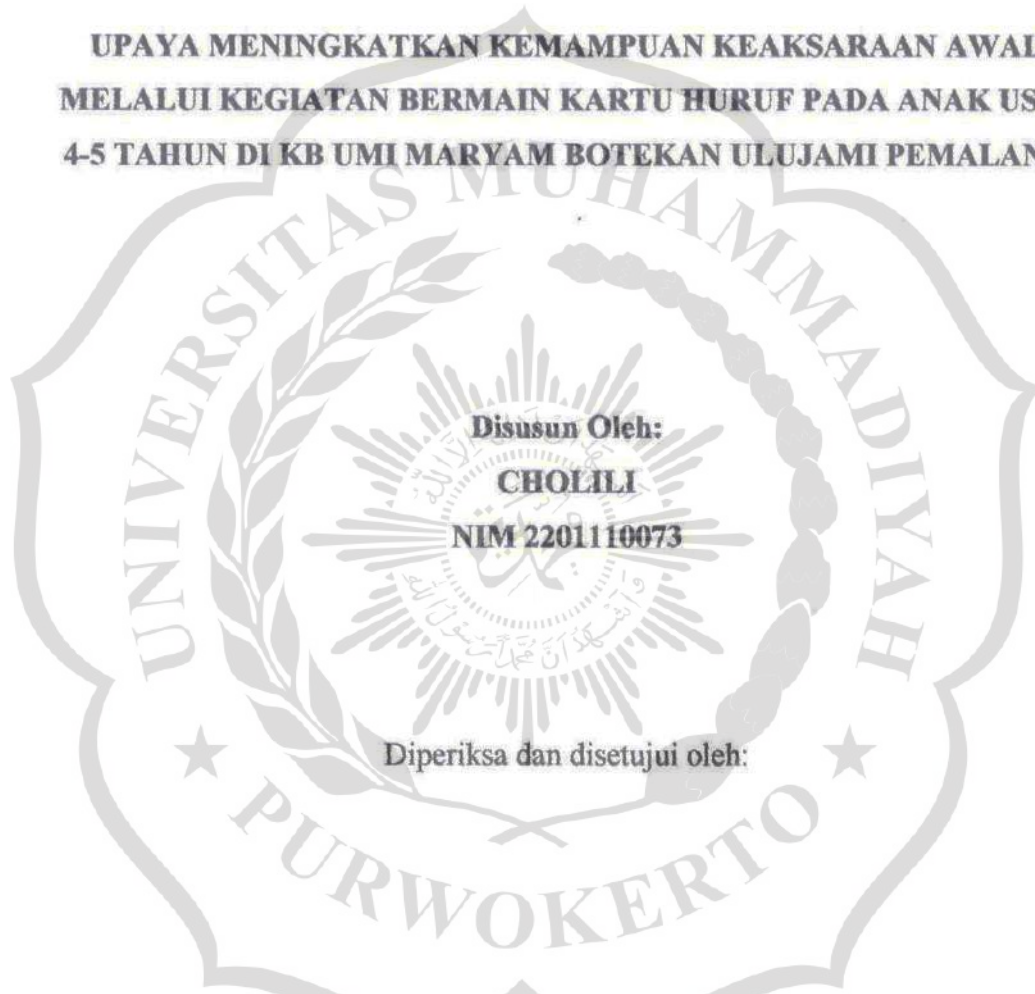 UPAYA MENINGKATKAN KEMAMPUAN KEAKSARAAN AWAL
MELALUI KEGIATAN BERMAIN KARTU HURUF PADA ANAK US
4-5 TAHUN DI KB UMI MARYAM BOTEKAN ULUJAMI PEMALAN
UNIVERSITAS MUHAMMADIYAH
Disusun Oleh:
CHOLILI
NIM 2201110073
Diperiksa dan disetujui oleh:
★ PURWOKERTO ★